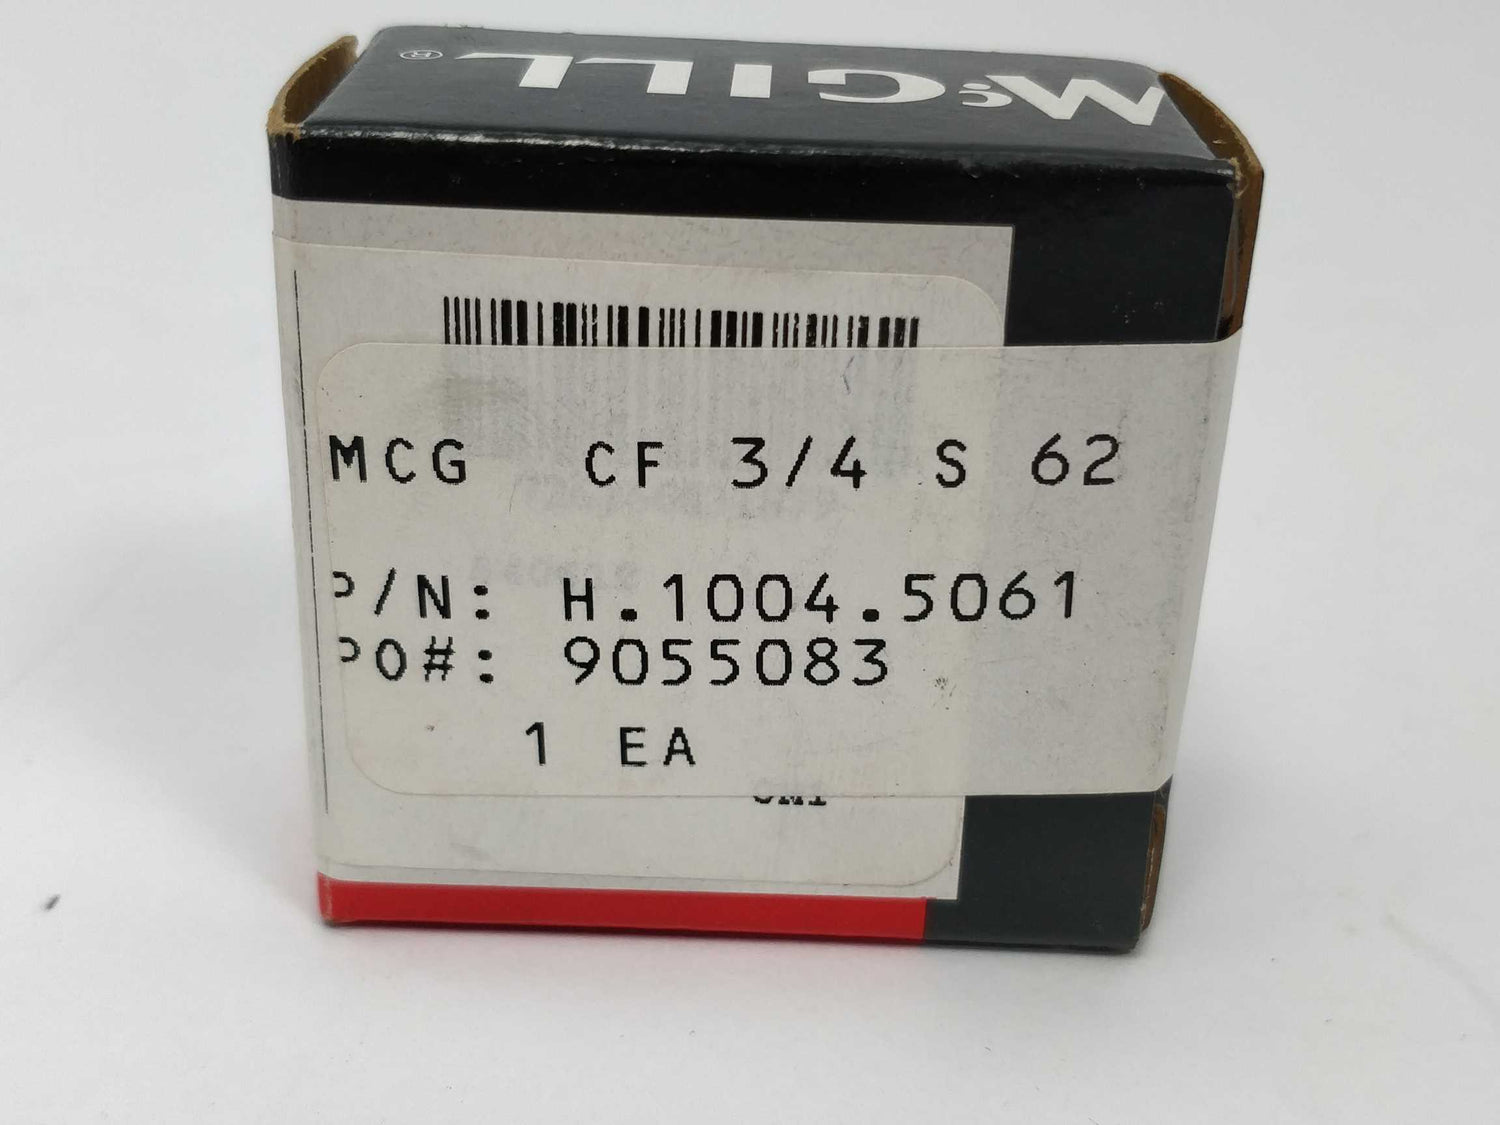 McGILL®
MCG CF 3/4 S 62
P/N: H.1004.5061
PO#: 9055083
1 EA